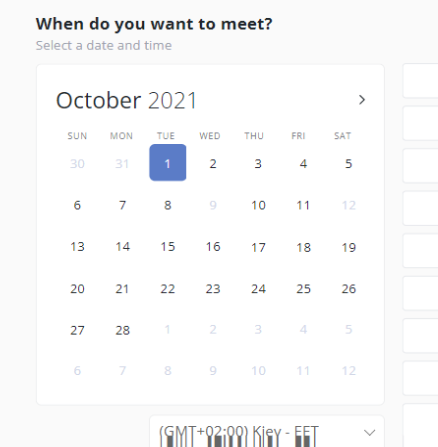 When do you want to meet?
Select a date and time
October 2021
SUN MON TUE WED THU FRI SAT
30 31 1 2 3 4 5
6 7 8 9 10 11 12
13 14 15 16 17 18 19
20 21 22 23 24 25 26
27 28 1 2 3 4 5
6 7 8 9 10 11 12
(GMT+02:00) Kiev - EET